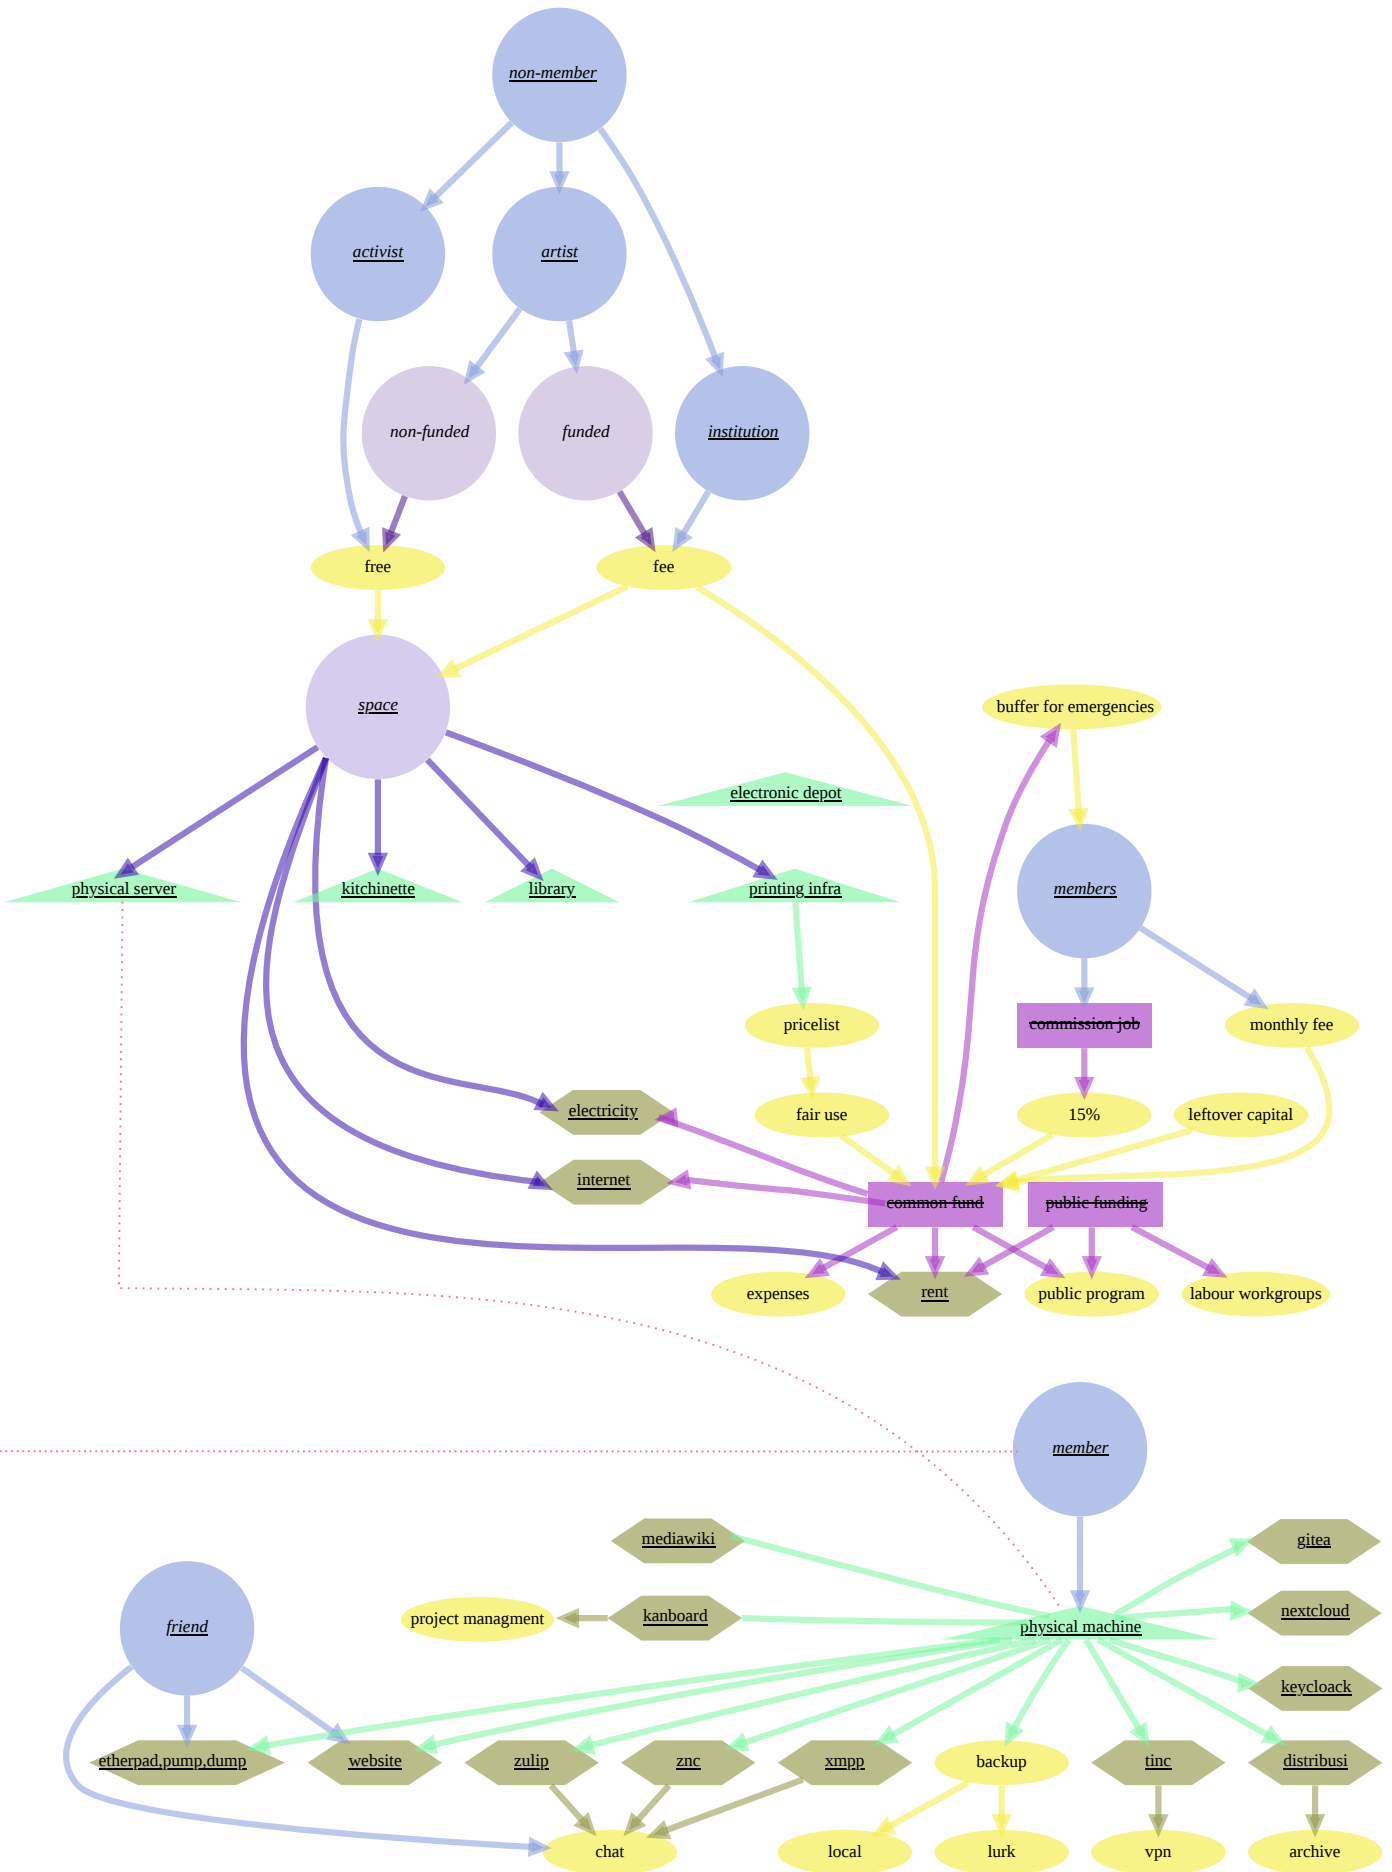 non-member
activist
artist
non-funded
funded
institution
free
fee
space
buffer for emergencies
electronic depot
physical server
kitchinette
library
printing infra
members
pricelist
commission job
monthly fee
electricity
fair use
15%
leftover capital
internet
common fund
public funding
expenses
rent
public program
labour workgroups
member
mediawiki
gitea
project managment
kanboard
nextcloud
friend
physical machine
keycloack
etherpad,pump,dump
website
zulip
znc
xmpp
backup
tinc
distribusi
chat
local
lurk
vpn
archive